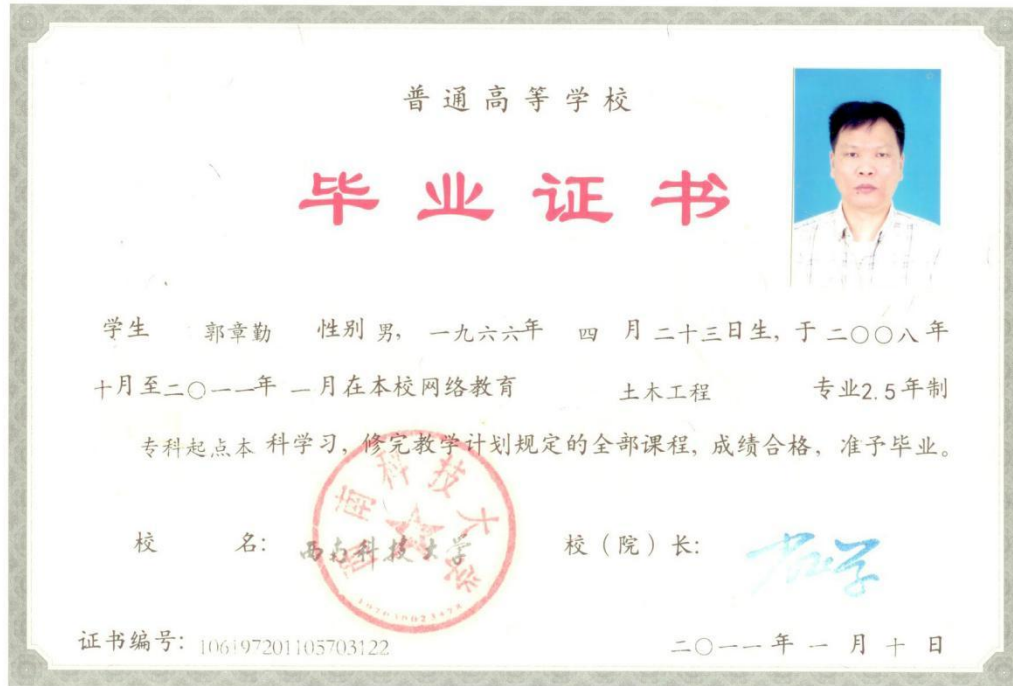 普通高等学校
毕业证书
学生 郭章勤 性别 男, 一九六六年 四 月 二十三日生, 于 二〇〇八 年
十月至二〇一一年 一 月在本校网络教育 土木工程 专业2.5年制
专科起点本 科学习, 修完教学计划规定的全部课程, 成绩合格, 准予毕业。
校 名: 西南科技大学 校（院）长:
西南科技大学
证书编号: 106197201105703122 二〇一一 年 一 月 十 日